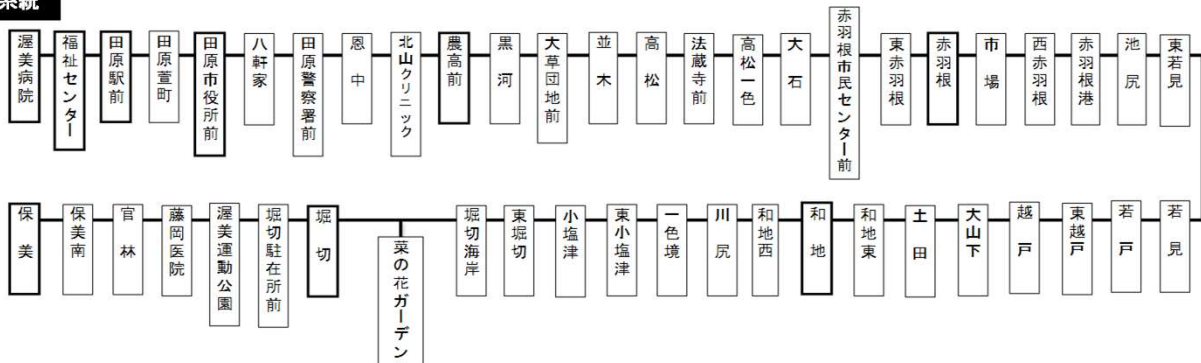 系統
渥美病院
福祉センター
田原駅前
田原萱町
田原市役所前
八軒家
田原警察署前
恩中
北山クリニック
農高前
黒河
大草団地前
並木
高松
法蔵寺前
高松一色
大石
赤羽根市民センター前
東赤羽根
赤羽根
市場
西赤羽根
赤羽根港
池尻
東若見
保美
保美南
官林
藤岡医院
渥美運動公園
堀切駐在所前
堀切
菜の花ガーデン
堀切海岸
東堀切
小塩津
東小塩津
一色境
川尻
和地西
和地
和地東
土田
大山下
越戸
東越戸
若戸
若見